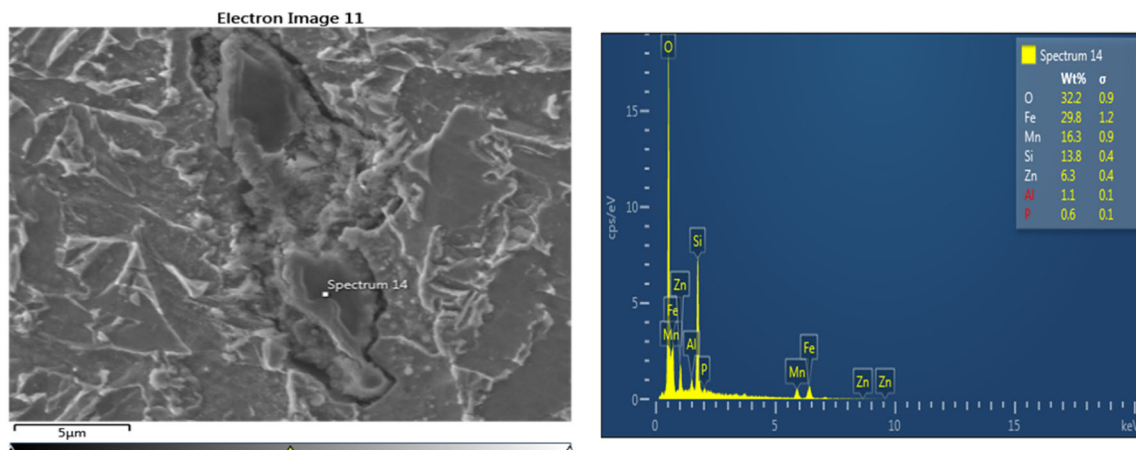 Electron Image 11
Spectrum 14
5μm
cps/eV
15
10
5
0
O
Si
Zn
Fe
Mn
Al
P
Mn
Fe
Zn
Zn
0
5
10
15
keV
Spectrum 14
Wt% σ
O 32.2 0.9
Fe 29.8 1.2
Mn 16.3 0.9
Si 13.8 0.4
Zn 6.3 0.4
Al 1.1 0.1
P 0.6 0.1